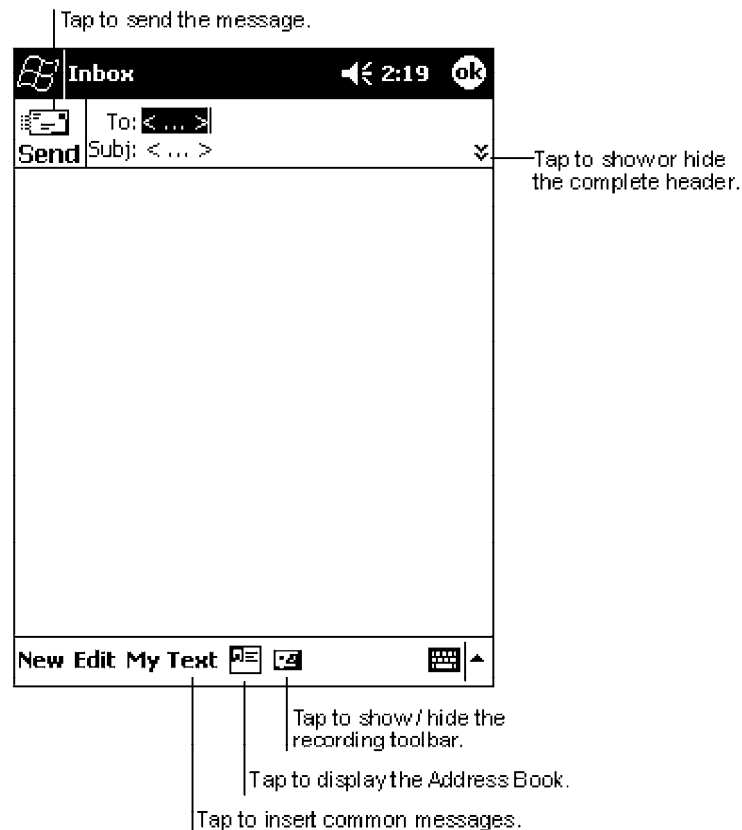 Tap to send the message.
Inbox 2:19 ok
To: < ... >
Send Subj: < ... >
Tap to show or hide
the complete header.
New Edit My Text
Tap to show / hide the
recording toolbar.
Tap to display the Address Book.
Tap to insert common messages.